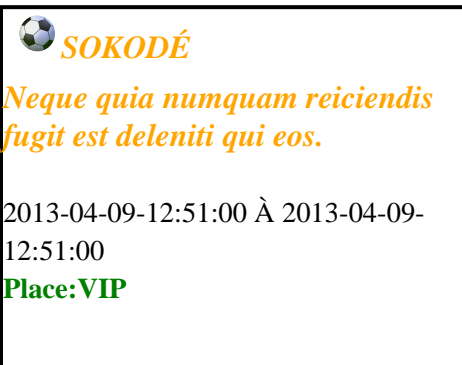 SOKODÉ
Neque quia numquam reiciendis
fugit est deleniti qui eos.
2013-04-09-12:51:00 À 2013-04-09-
12:51:00
Place:VIP